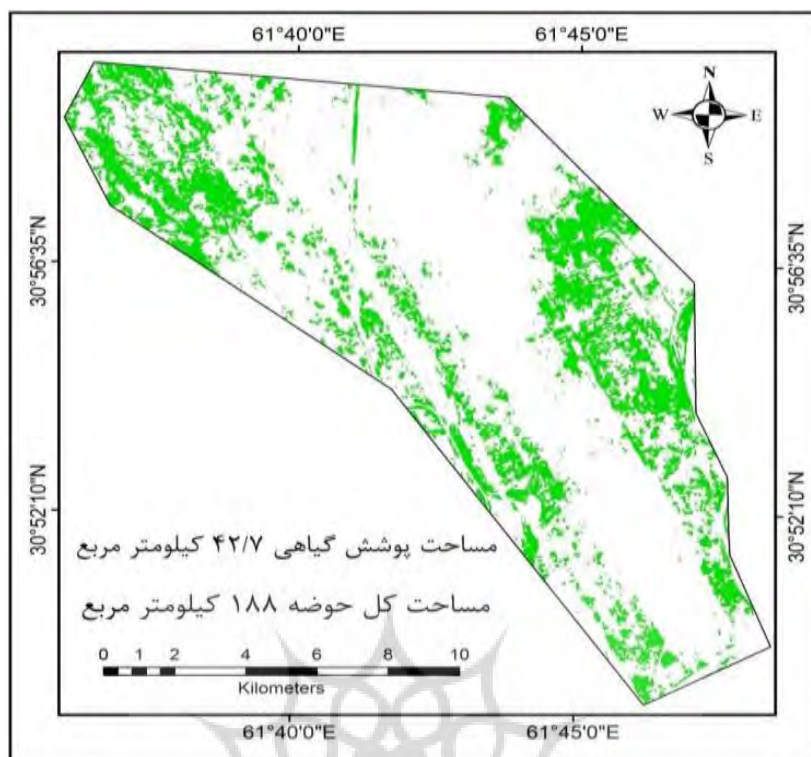 61°40'0"E 61°45'0"E
N
W E
S
30°56'35"N 30°56'35"N
30°52'10"N 30°52'10"N
مساحت پوشش گیاهی ۴۲/۷ کیلومتر مربع
مساحت کل حوضه ۱۸۸ کیلومتر مربع
0 1 2 4 6 8 10
Kilometers
61°40'0"E 61°45'0"E